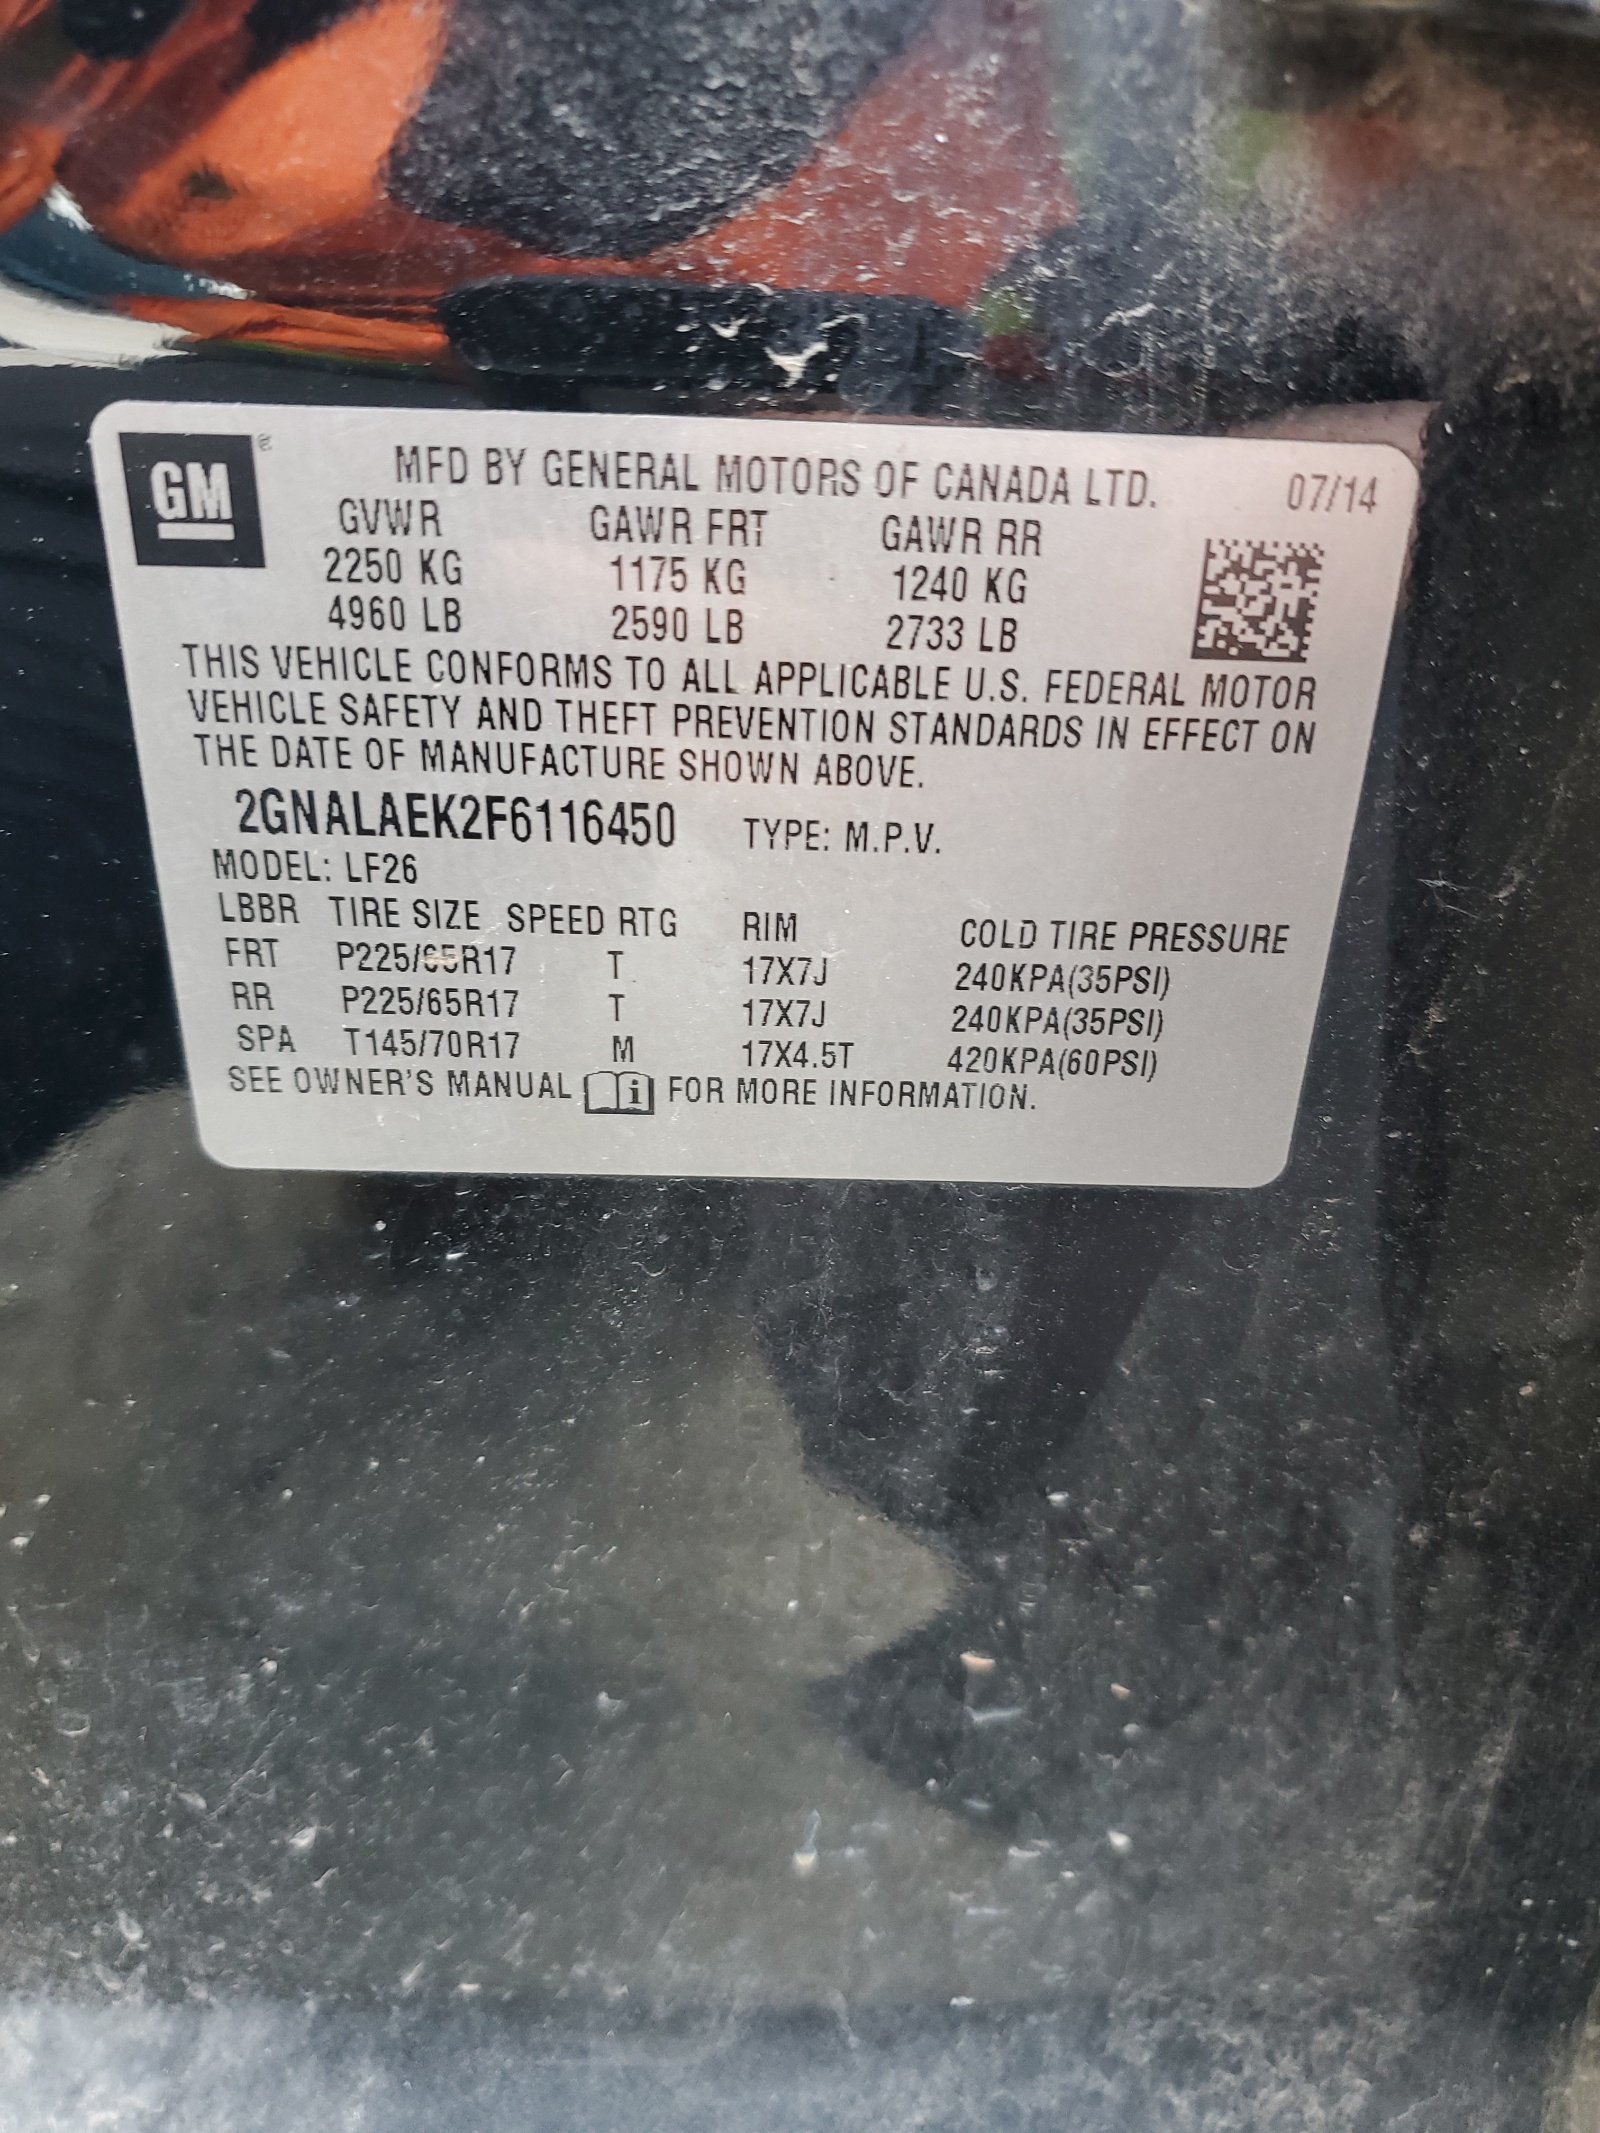 GM ® MFD BY GENERAL MOTORS OF CANADA LTD. 07/14
GVWR GAWR FRT GAWR RR
2250 KG 1175 KG 1240 KG
4960 LB 2590 LB 2733 LB
THIS VEHICLE CONFORMS TO ALL APPLICABLE U.S. FEDERAL MOTOR
VEHICLE SAFETY AND THEFT PREVENTION STANDARDS IN EFFECT ON
THE DATE OF MANUFACTURE SHOWN ABOVE.
2GNALAEK2F6116450 TYPE: M.P.V.
MODEL: LF26
LBBR TIRE SIZE SPEED RTG RIM COLD TIRE PRESSURE
FRT P225/65R17 T 17X7J 240KPA(35PSI)
RR P225/65R17 T 17X7J 240KPA(35PSI)
SPA T145/70R17 M 17X4.5T 420KPA(60PSI)
SEE OWNER'S MANUAL i FOR MORE INFORMATION.